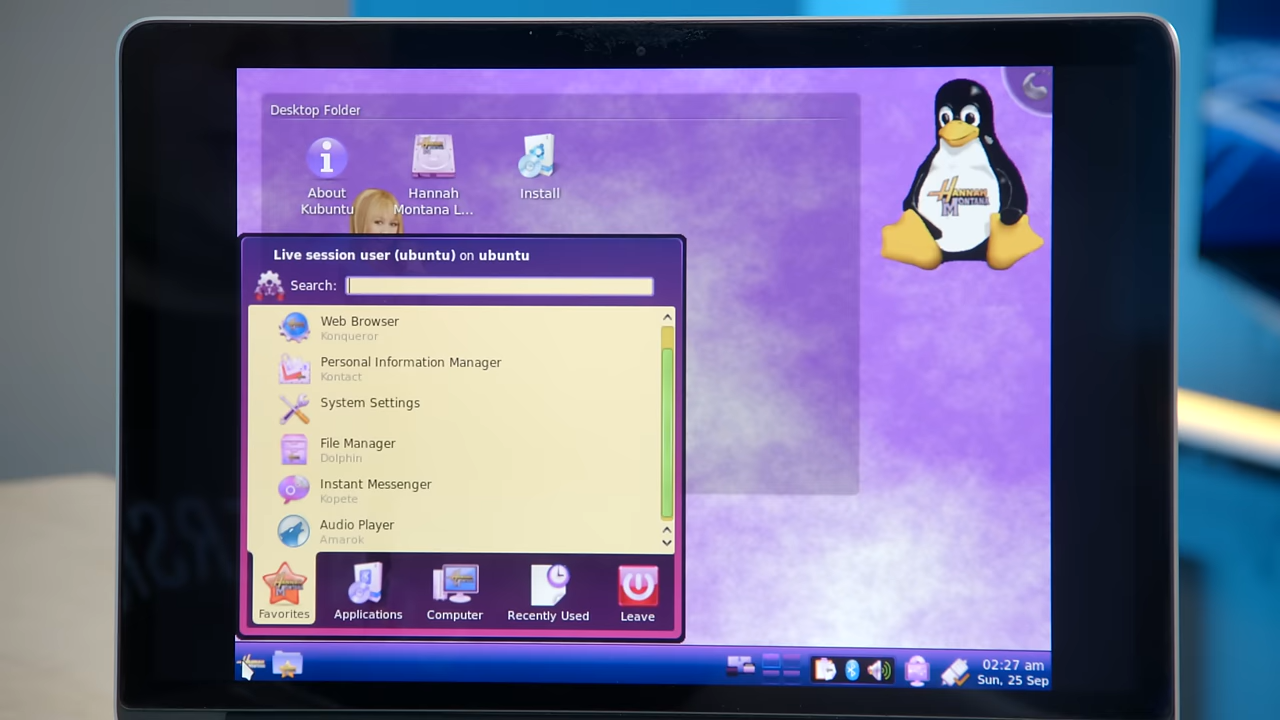 Desktop Folder
About
Kubuntu
Hannah
Montana L...
Install
HANNAH
MONTANA
Live session user (ubuntu) on ubuntu
Search:
Web Browser
Konqueror
Personal Information Manager
Kontact
System Settings
File Manager
Dolphin
Instant Messenger
Kopete
Audio Player
Amarok
Favorites
Applications
Computer
Recently Used
Leave
02:27 am
Sun, 25 Sep